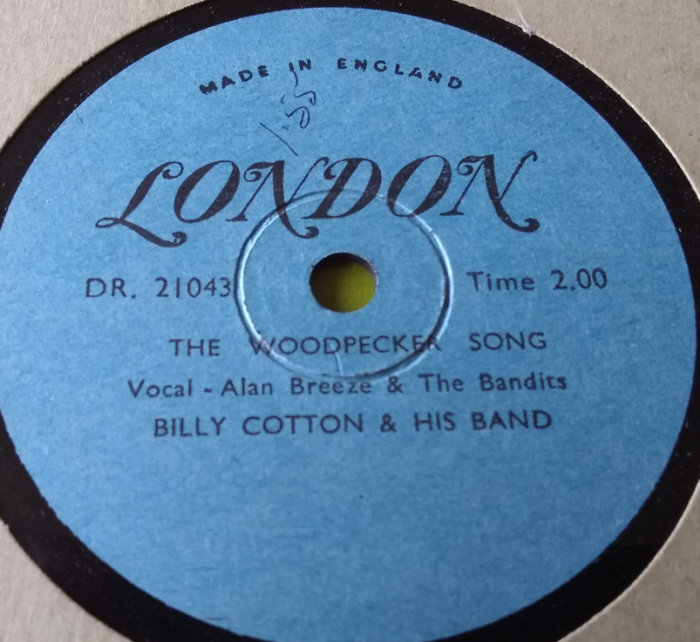 MADE IN ENGLAND
LONDON
DR. 21043 Time 2.00
THE WOODPECKER SONG
Vocal - Alan Breeze & The Bandits
BILLY COTTON & HIS BAND